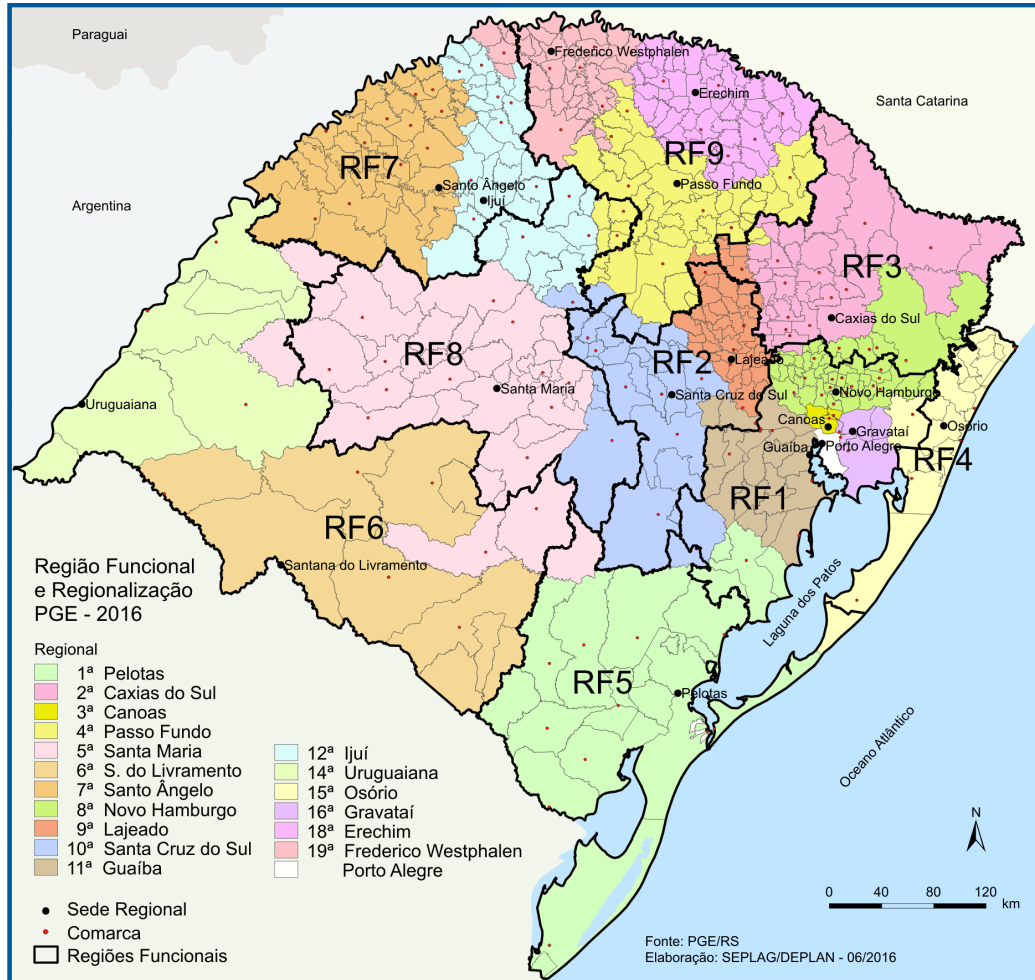 Paraguai
Frederico Westphalen
Erechim
Santa Catarina
RF9
RF7
Santo Ângelo
Ijuí
Passo Fundo
Argentina
RF3
Caxias do Sul
RF8
RF2
Lajeado
Santa Maria
Santa Cruz do Sul
Novo Hamburgo
Uruguaiana
Canoas
Gravataí
Osório
Guaíba
Porto Alegre
RF4
RF1
RF6
Santana do Livramento
Laguna dos Patos
RF5
Pelotas
Oceano Atlântico
Região Funcional
e Regionalização
PGE - 2016
Regional
1ª Pelotas
2ª Caxias do Sul
3ª Canoas
4ª Passo Fundo
5ª Santa Maria
6ª S. do Livramento
7ª Santo Ângelo
8ª Novo Hamburgo
9ª Lajeado
10ª Santa Cruz do Sul
11ª Guaíba
12ª Ijuí
14ª Uruguaiana
15ª Osório
16ª Gravataí
18ª Erechim
19ª Frederico Westphalen
Porto Alegre
Sede Regional
Comarca
Regiões Funcionais
N
0 40 80 120
km
Fonte: PGE/RS
Elaboração: SEPLAG/DEPLAN - 06/2016